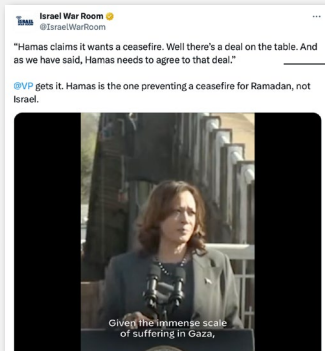 Israel War Room
@IsraelWarRoom
"Hamas claims it wants a ceasefire. Well there's a deal on the table. And
as we have said, Hamas needs to agree to that deal."
@VP gets it. Hamas is the one preventing a ceasefire for Ramadan, not
Israel.
Given the immense scale
of suffering in Gaza,